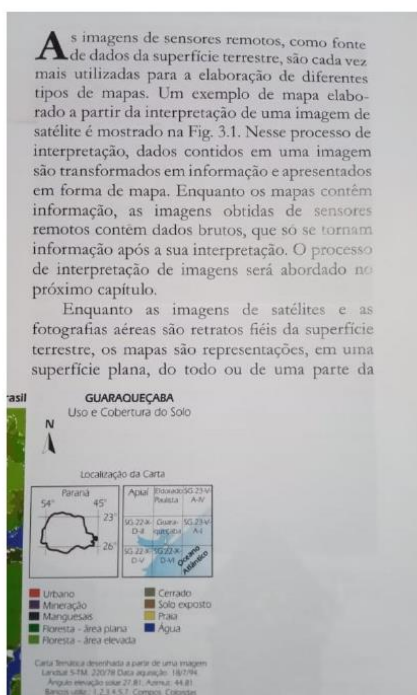 As imagens de sensores remotos, como fonte
de dados da superfície terrestre, são cada vez
mais utilizadas para a elaboração de diferentes
tipos de mapas. Um exemplo de mapa elabo-
rado a partir da interpretação de uma imagem de
satélite é mostrado na Fig. 3.1. Nesse processo de
interpretação, dados contidos em uma imagem
são transformados em informação e apresentados
em forma de mapa. Enquanto os mapas contêm
informação, as imagens obtidas de sensores
remotos contêm dados brutos, que só se tornam
informação após a sua interpretação. O processo
de interpretação de imagens será abordado no
próximo capítulo.
Enquanto as imagens de satélites e as
fotografias aéreas são retratos fiéis da superfície
terrestre, os mapas são representações, em uma
superfície plana, do todo ou de uma parte da
rasil
GUARAQUEÇABA
Uso e Cobertura do Solo
N
Localização da Carta
Paraná
54° 45°
23°
26°
Apiaí Eldorado Paulista SG.23-V-A-IV
SG.22-X-D-II Guaraqueçaba SG.23-V-A-I
SG.22-X-D-V SG.22-X-D-VI Oceano Atlântico
Urbano
Mineração
Manguesais
Floresta - área plana
Floresta - área elevada
Cerrado
Solo exposto
Praia
Água
Carta Temática desenhada a partir de uma imagem
Landsat 5-TM, 220/78 Data aquisição: 18/7/94,
Ângulo elevação solar 27.81, Azimut: 44.81